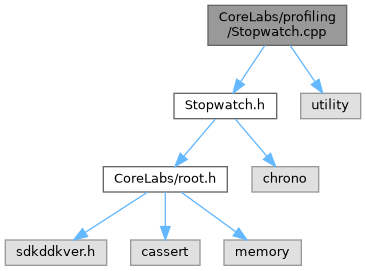 CoreLabs/profiling
/Stopwatch.cpp
Stopwatch.h
utility
CoreLabs/root.h
chrono
sdkddkver.h
cassert
memory